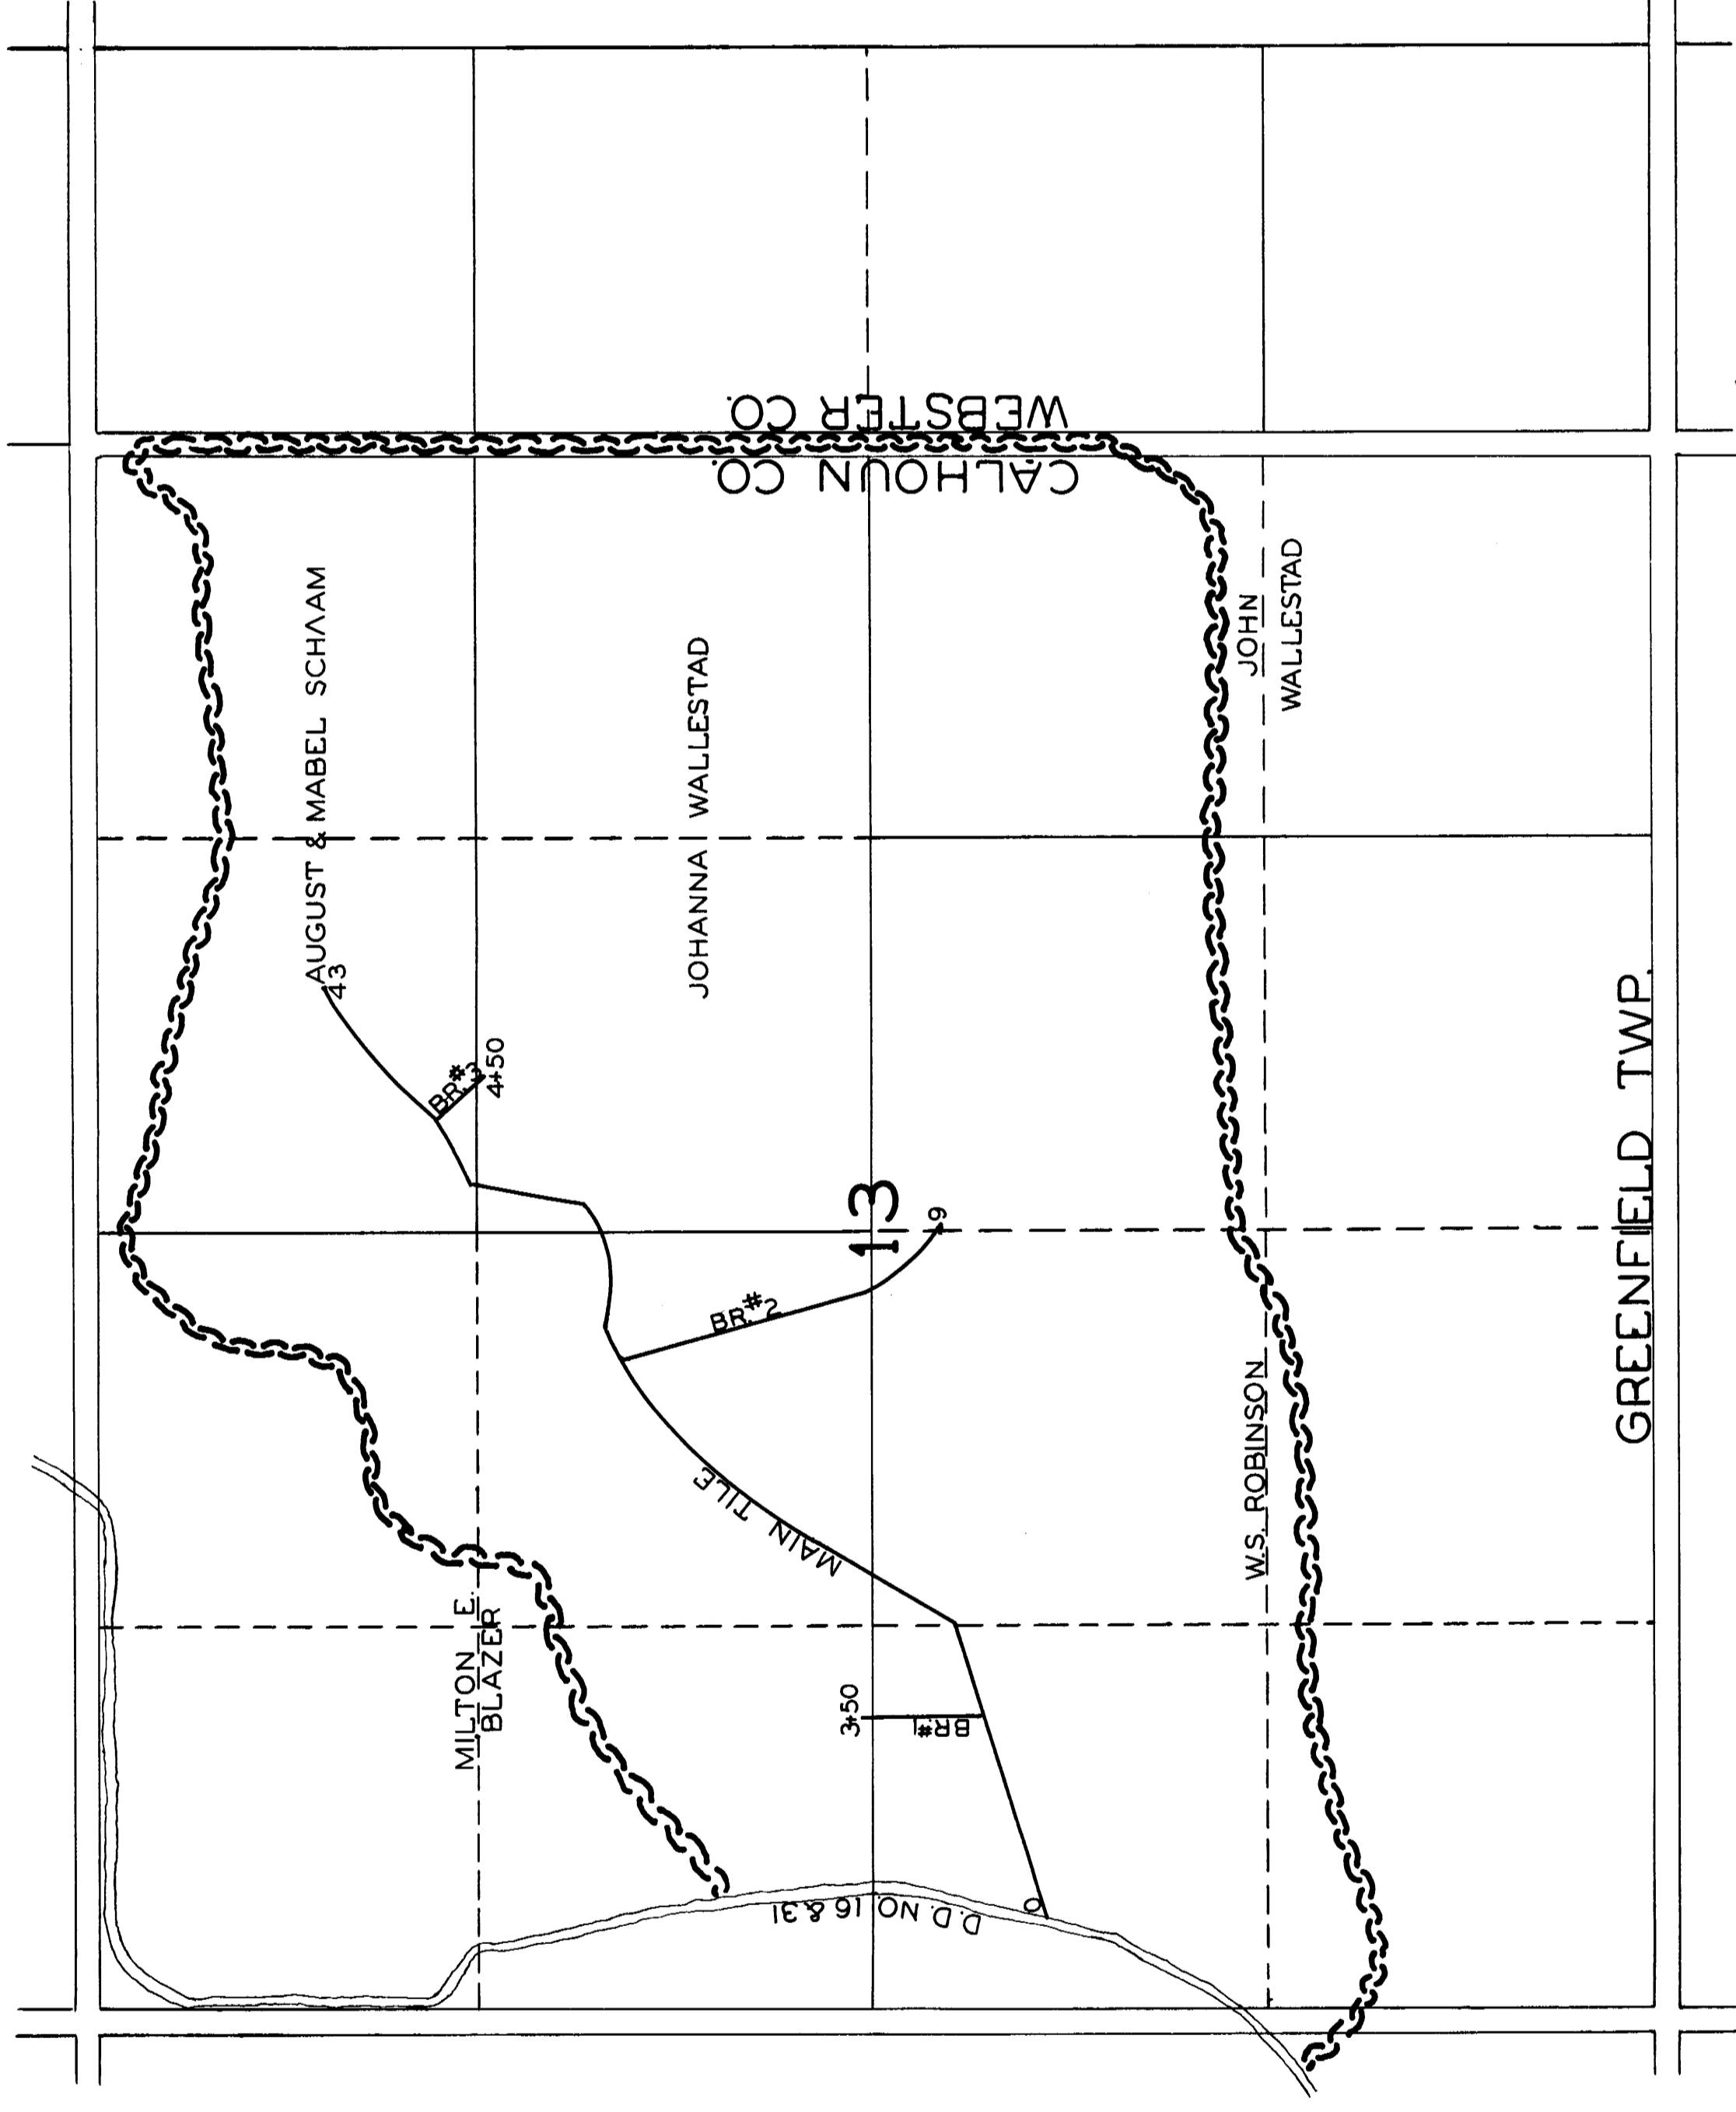 WEBSTER CO.
CALHOUN CO.
AUGUST & MABEL SCHAAM
43
BR.#3
4+50
JOHANNA WALLESTAD
JOHN
WALLESTAD
13
9
BR.#2
MAIN TILE
W.S. ROBINSON
GREENFIELD TWP.
MILTON E.
BLAZER
3+50
BR#1
0
D.D. NO. 16 & 31